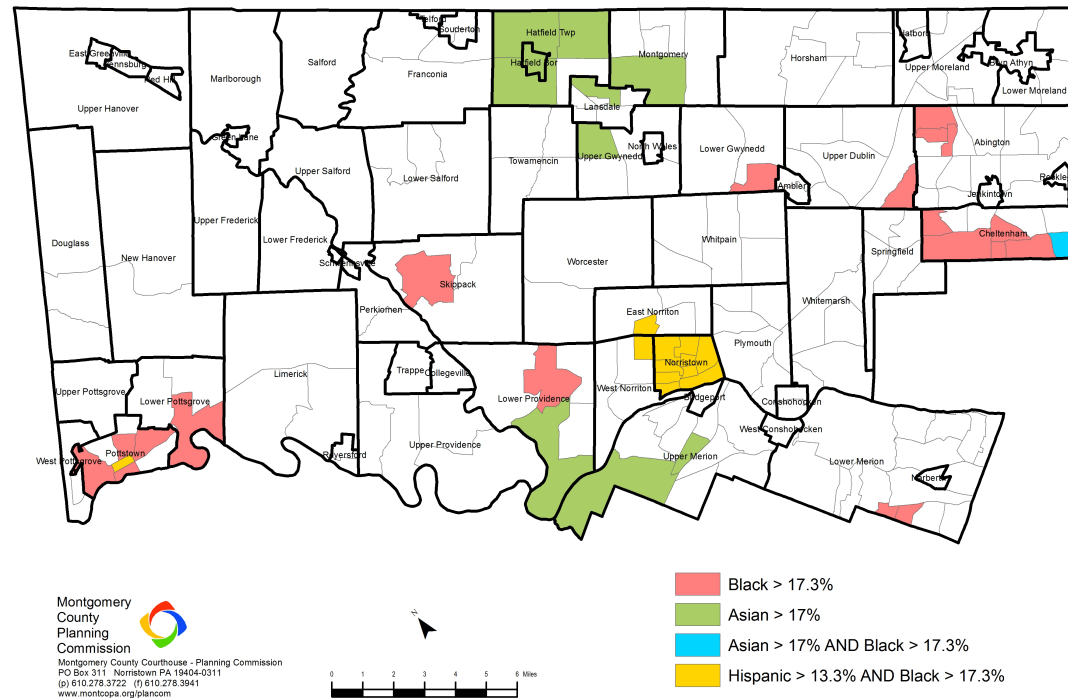 Telford
Souderton
Hatfield Twp
Hatboro
East Greenville
Pennsburg
Red Hill
Salford
Franconia
Hatfield Bor
Montgomery
Horsham
Upper Moreland
Bryn Athyn
Lower Moreland
Marlborough
Upper Hanover
Lansdale
Green Lane
North Wales
Lower Gwynedd
Abington
Upper Salford
Lower Salford
Towamencin
Upper Gwynedd
Upper Dublin
Ambler
Jenkintown
Upper Frederick
Lower Frederick
Douglass
New Hanover
Schwenksville
Skippack
Worcester
Whitpain
Springfield
Cheltenham
Perkiomen
East Norriton
Whitemarsh
Plymouth
Limerick
Trappe
Collegeville
Norristown
West Norriton
Upper Pottsgrove
Lower Pottsgrove
Lower Providence
Bridgeport
Conshohocken
West Conshohocken
West Pottsgrove
Pottstown
Upper Providence
Royersford
Upper Merion
Lower Merion
Narberth
Black > 17.3%
Asian > 17%
Asian > 17% AND Black > 17.3%
Hispanic > 13.3% AND Black > 17.3%
Montgomery
County
Planning
Commission
Montgomery County Courthouse - Planning Commission
PO Box 311 Norristown PA 19404-0311
(p) 610.278.3722 (f) 610.278.3941
www.montcopa.org/plancom
N
0 1 2 3 4 5 6 Miles